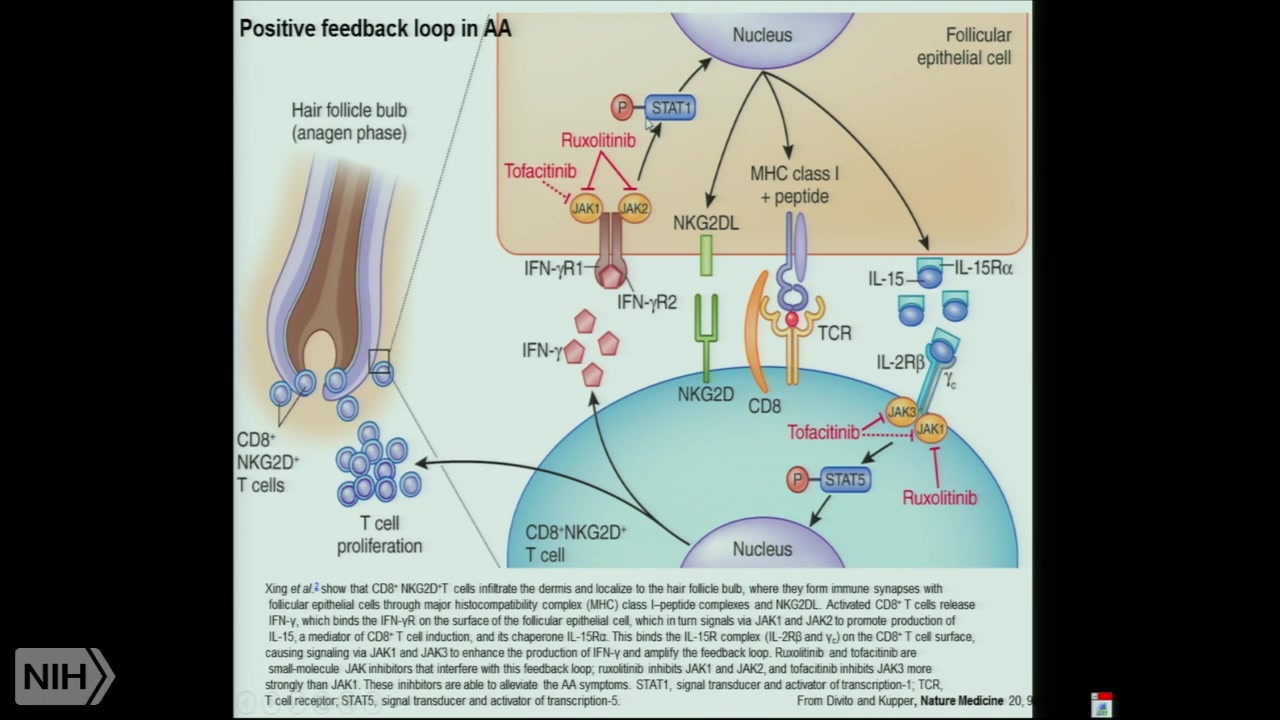 Positive feedback loop in AA
Nucleus
Follicular
epithelial cell
Hair follicle bulb
(anagen phase)
P
STAT1
Ruxolitinib
Tofacitinib
MHC class I
+ peptide
JAK1
JAK2
NKG2DL
IFN-γR1
IFN-γR2
IL-15Rα
IL-15
IFN-γ
TCR
IL-2Rβ
γc
NKG2D
CD8
JAK3
JAK1
Tofacitinib
CD8⁺
NKG2D⁺
T cells
P
STAT5
Ruxolitinib
T cell
proliferation
CD8⁺NKG2D⁺
T cell
Nucleus
Xing et al.² show that CD8⁺ NKG2D⁺T cells infiltrate the dermis and localize to the hair follicle bulb, where they form immune synapses with
follicular epithelial cells through major histocompatibility complex (MHC) class I–peptide complexes and NKG2DL. Activated CD8⁺ T cells release
IFN-γ, which binds the IFN-γR on the surface of the follicular epithelial cell, which in turn signals via JAK1 and JAK2 to promote production of
IL-15, a mediator of CD8⁺ T cell induction, and its chaperone IL-15Rα. This binds the IL-15R complex (IL-2Rβ and γc) on the CD8⁺ T cell surface,
causing signaling via JAK1 and JAK3 to enhance the production of IFN-γ and amplify the feedback loop. Ruxolitinib and tofacitinib are
small-molecule JAK inhibitors that interfere with this feedback loop; ruxolitinib inhibits JAK1 and JAK2, and tofacitinib inhibits JAK3 more
strongly than JAK1. These inihbitors are able to alleviate the AA symptoms. STAT1, signal transducer and activator of transcription-1; TCR,
T cell receptor; STAT5, signal transducer and activator of transcription-5.
From Divito and Kupper, Nature Medicine 20, 9
NIH